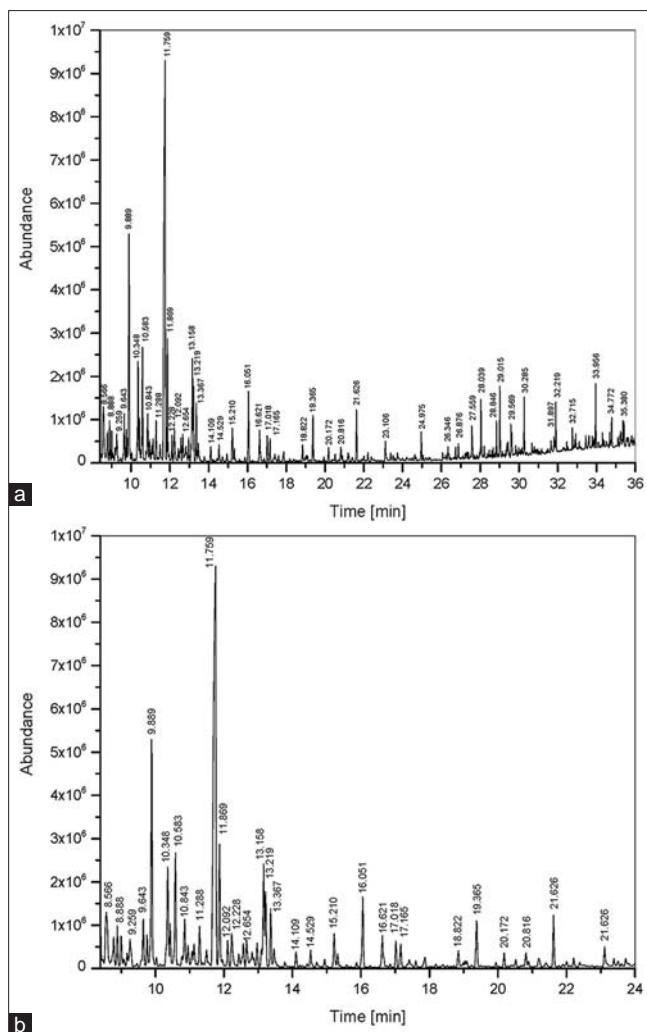 1x10⁷
9x10⁶
8x10⁶
7x10⁶
6x10⁶
5x10⁶
4x10⁶
3x10⁶
2x10⁶
1x10⁶
0
Abundance
8.566
8.888
9.259
9.643
9.889
10.348
10.583
10.843
11.288
11.759
11.869
12.228
12.092
12.654
13.158
13.219
13.367
14.109
14.529
15.210
16.051
16.621
17.018
17.165
18.822
19.365
20.172
20.816
21.626
23.106
24.975
26.346
26.876
27.559
28.039
28.846
29.015
29.569
30.285
31.897
32.219
32.715
33.956
34.772
35.380
10 12 14 16 18 20 22 24 26 28 30 32 34 36
Time [min]
a
1x10⁷
9x10⁶
8x10⁶
7x10⁶
6x10⁶
5x10⁶
4x10⁶
3x10⁶
2x10⁶
1x10⁶
0
Abundance
8.566
8.888
9.259
9.643
9.889
10.348
10.583
10.843
11.288
11.759
11.869
12.092
12.228
12.654
13.158
13.219
13.367
14.109
14.529
15.210
16.051
16.621
17.018
17.165
18.822
19.365
20.172
20.816
21.626
21.626
10 12 14 16 18 20 22 24
Time [min]
b